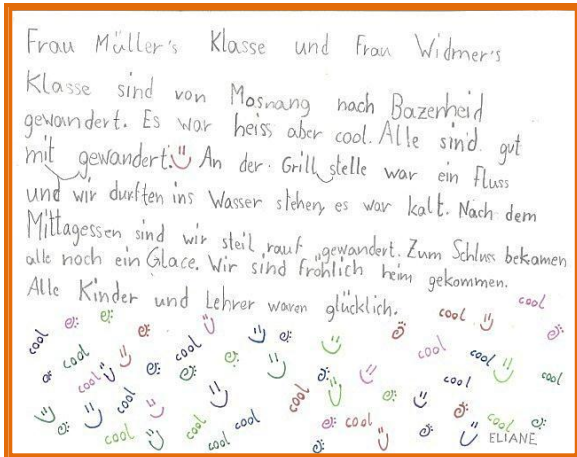 Frau Müller's Klasse und Frau Widmer's
Klasse sind von Mosnang nach Bazenheid
gewandert. Es war heiss aber cool. Alle sind gut
mit gewandert. An der Grillstelle war ein Fluss
und wir durften ins Wasser stehen, es war kalt. Nach dem
Mittagessen sind wir steil rauf gewandert. Zum Schluss bekamen
alle noch ein Glace. Wir sind fröhlich heim gekommen.
Alle Kinder und Lehrer waren glücklich.
cool
cool
cool cool
cool cool cool
cool cool cool
cool cool
cool cool cool
cool cool
cool ELIANE